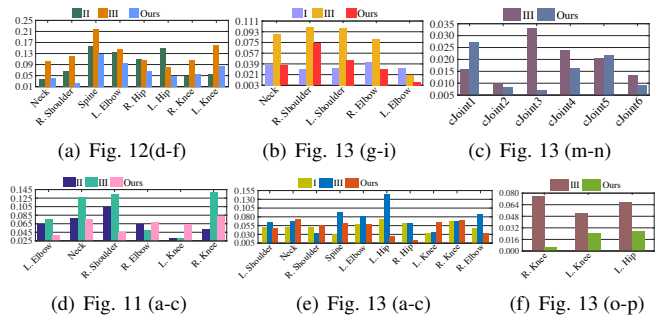 II III Ours
0.25
0.21
0.17
0.13
0.09
0.05
0.01
Neck
R. Shoulder
Spine
L. Elbow
R. Hip
L. Hip
R. Knee
L. Knee
(a) Fig. 12(d-f)
I III Ours
0.111
0.093
0.075
0.057
0.039
0.021
0.003
Neck
R. Shoulder
L. Shoulder
R. Elbow
L. Elbow
(b) Fig. 13 (g-i)
III Ours
0.035
0.030
0.025
0.020
0.015
0.010
0.005
cJoint1
cJoint2
cJoint3
cJoint4
cJoint5
cJoint6
(c) Fig. 13 (m-n)
II III Ours
0.145
0.125
0.105
0.085
0.065
0.045
0.025
L. Elbow
Neck
R. Shoulder
R. Elbow
L. Knee
R. Knee
(d) Fig. 11 (a-c)
I III Ours
0.155
0.130
0.105
0.080
0.055
0.030
0.005
L. Shoulder
Neck
R. Shoulder
Spine
L. Elbow
L. Hip
R. Hip
L. Knee
R. Knee
R. Elbow
(e) Fig. 13 (a-c)
III Ours
0.080
0.064
0.048
0.032
0.016
0.000
R. Knee
L. Knee
L. Hip
(f) Fig. 13 (o-p)